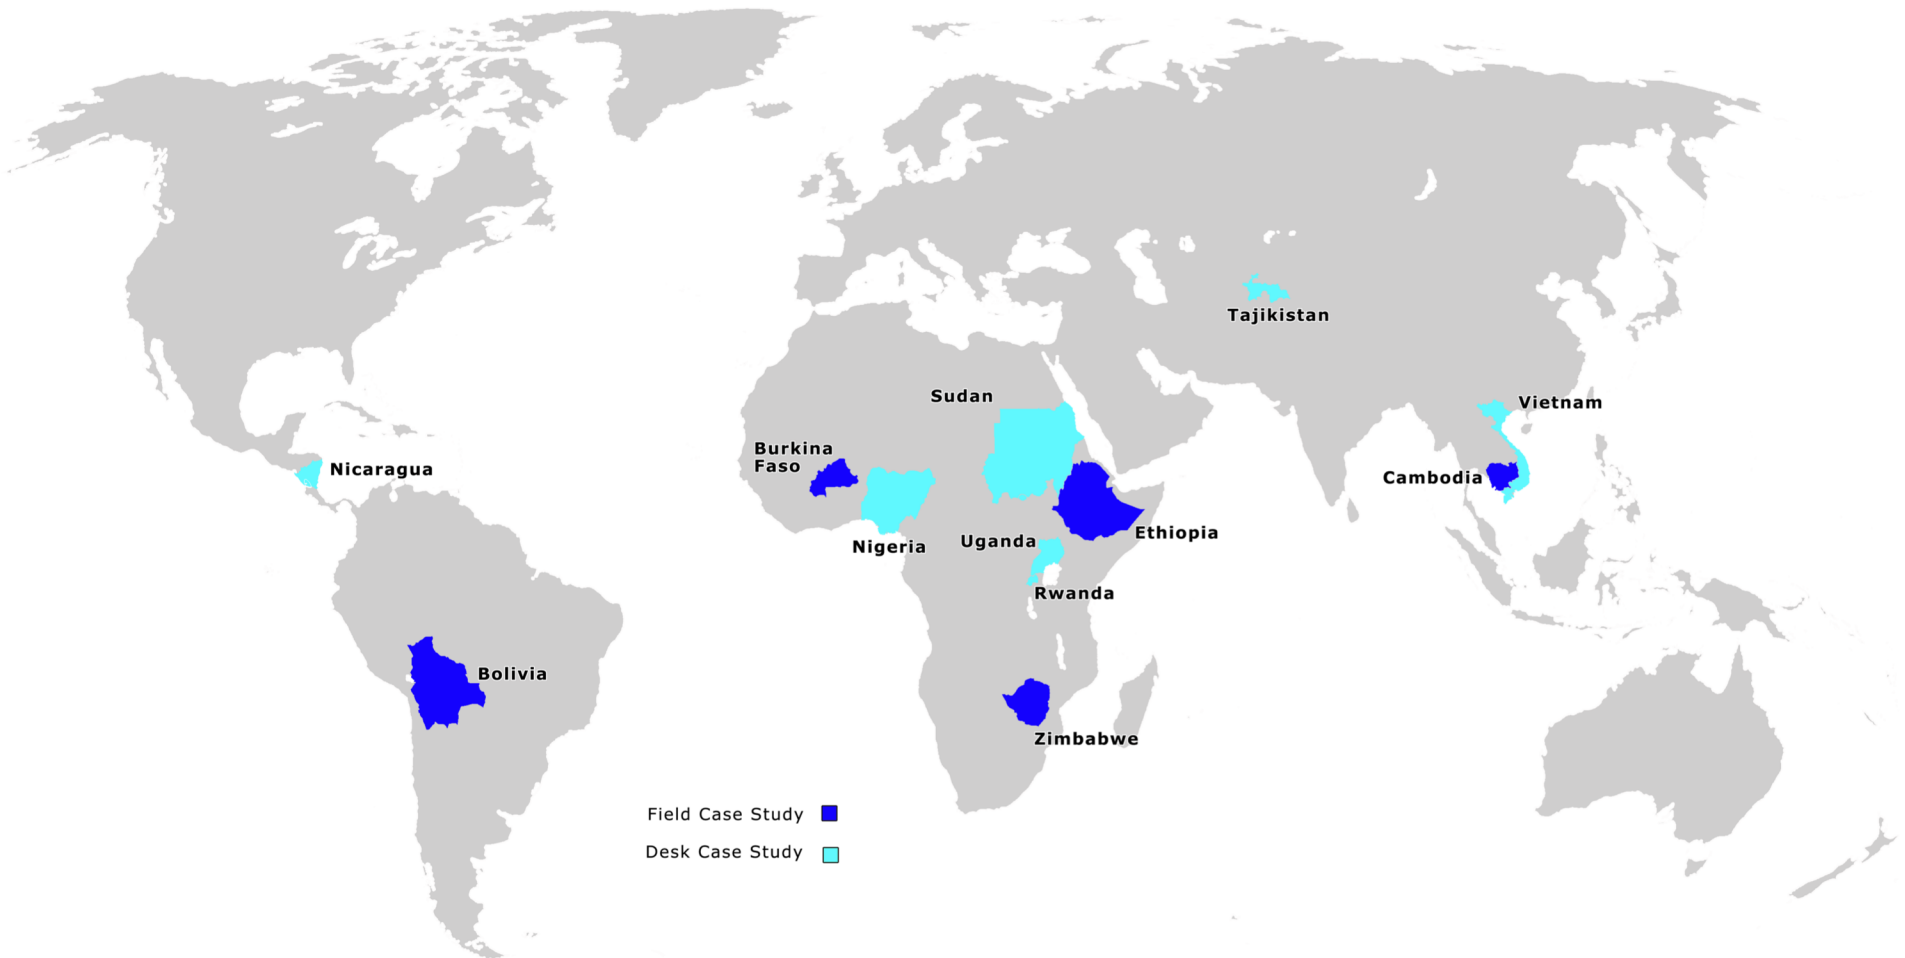 Tajikistan
Sudan
Vietnam
Burkina
Faso
Nicaragua
Cambodia
Ethiopia
Uganda
Nigeria
Rwanda
Bolivia
Zimbabwe
Field Case Study
Desk Case Study